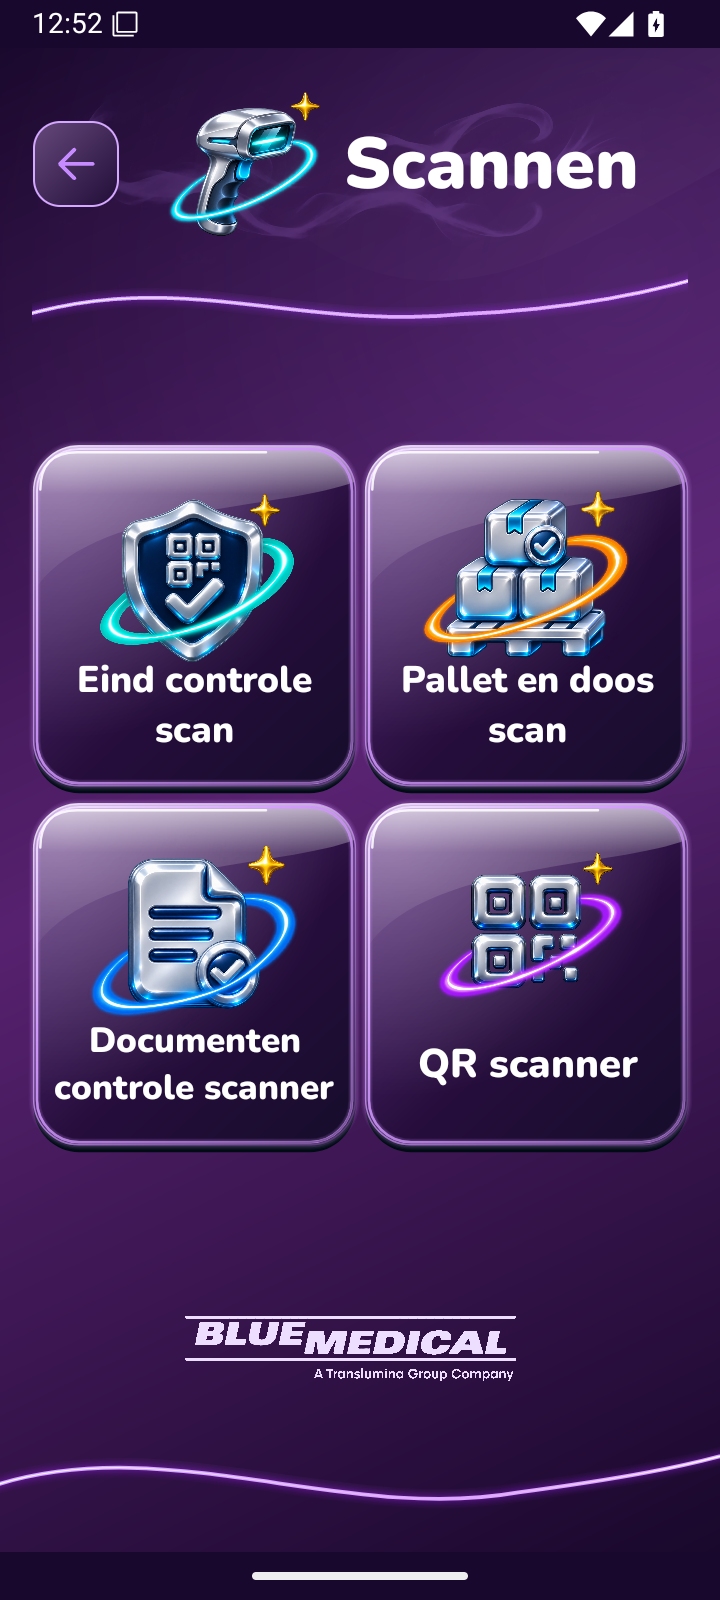 12:52
Scannen
Eind controle
scan
Pallet en doos
scan
Documenten
controle scanner
QR scanner
BLUEMEDICAL
A Translumina Group Company